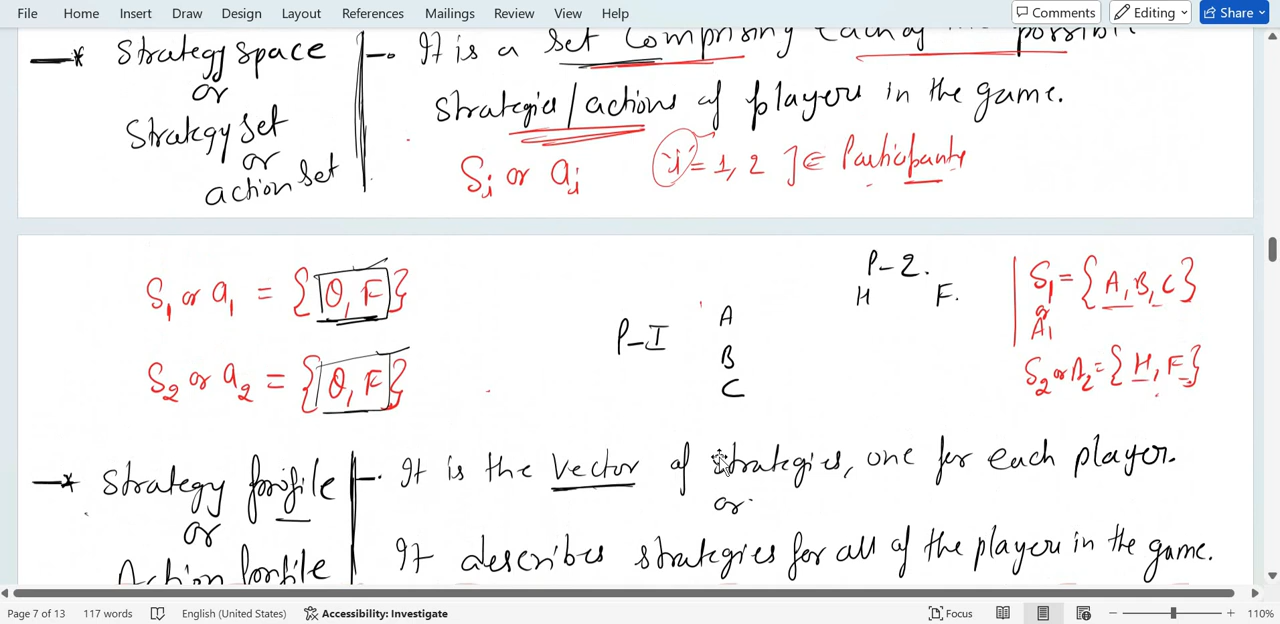 File Home Insert Draw Design Layout References Mailings Review View Help Comments Editing Share
Strategy space It is a set comprising each of the possible
or
Strategy set strategies/actions of players in the game.
or
action set Si or ai 'i' = 1, 2 ] ∈ Participants
P-2.
H F.
S1 or a1 = {O, F} S1 = {A, B, C}
or
A1
P-I A
B
C
S2 or a2 = {O, F} S2 or A2 = {H, F}
Strategy profile It is the vector of strategies, one for each player.
or or
It describes strategies for all of the players in the game.
Action Profile
Page 7 of 13 117 words English (United States) Accessibility: Investigate Focus 110%